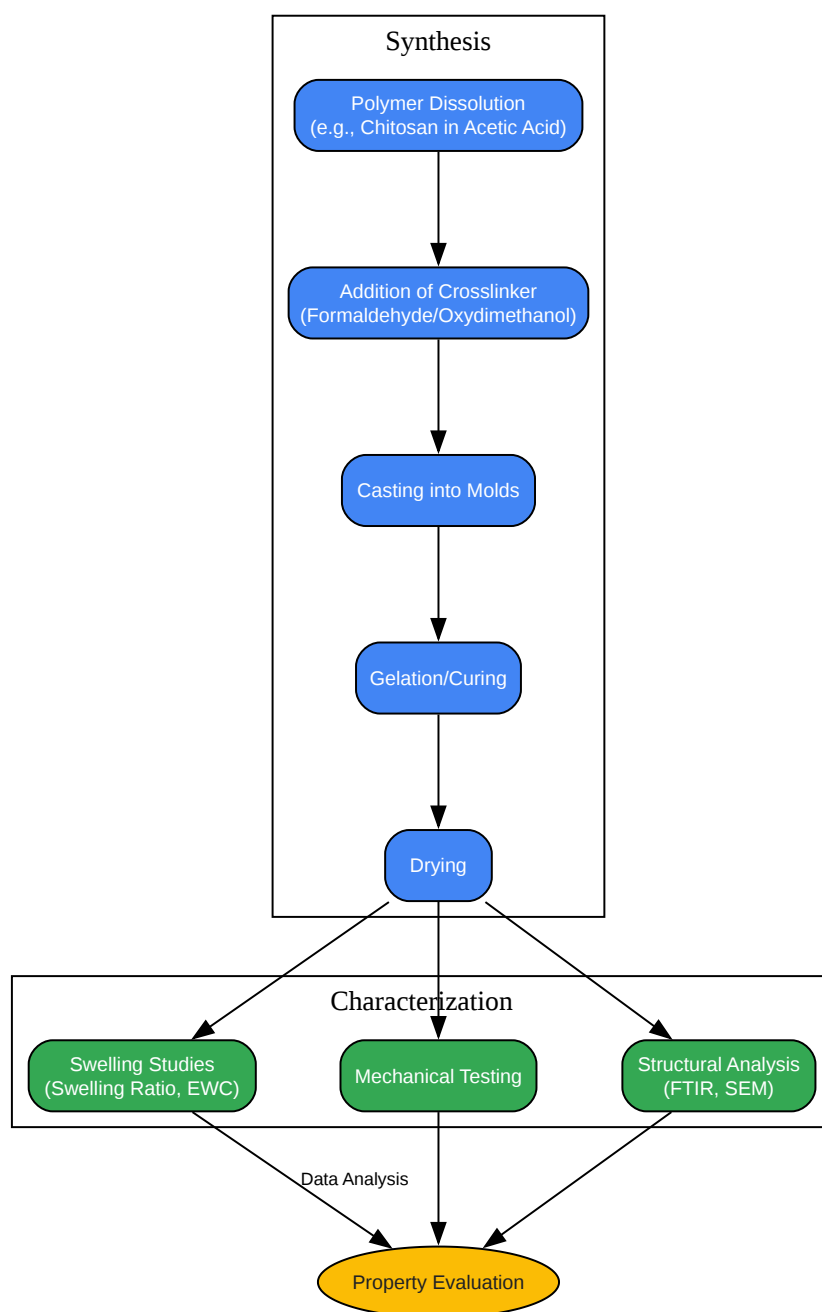 Synthesis
Polymer Dissolution
(e.g., Chitosan in Acetic Acid)
Addition of Crosslinker
(Formaldehyde/Oxydimethanol)
Casting into Molds
Gelation/Curing
Drying
Characterization
Swelling Studies
(Swelling Ratio, EWC)
Mechanical Testing
Structural Analysis
(FTIR, SEM)
Data Analysis
Property Evaluation